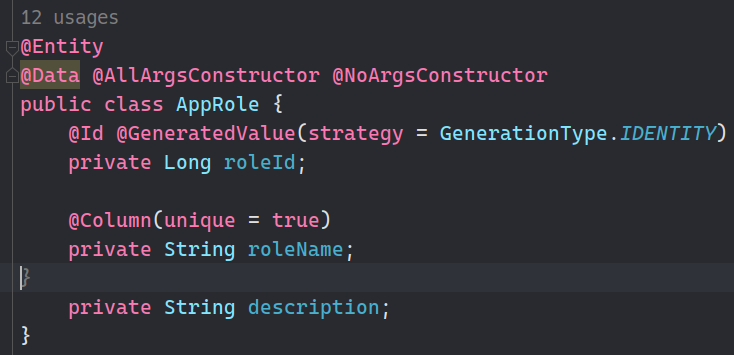 12 usages
@Entity
@Data @AllArgsConstructor @NoArgsConstructor
public class AppRole {
@Id @GeneratedValue(strategy = GenerationType.IDENTITY)
private Long roleId;
@Column(unique = true)
private String roleName;
}
private String description;
}